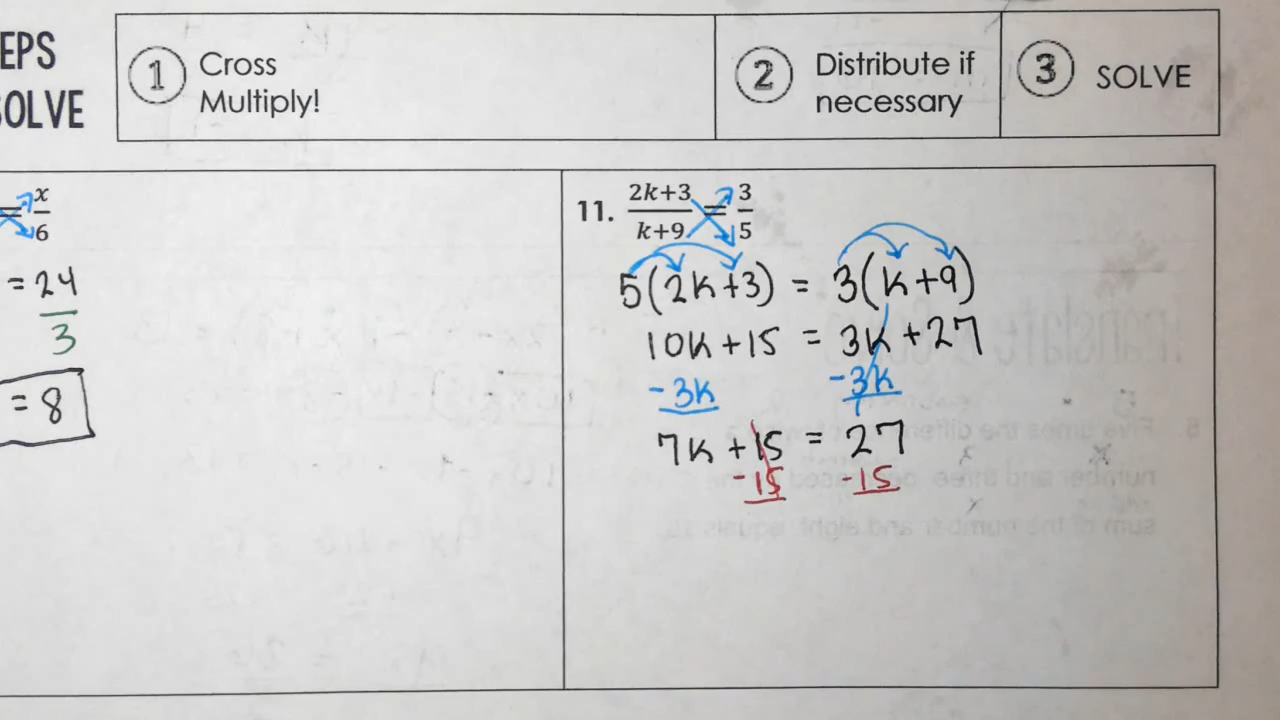 EPS
OLVE
1 Cross
Multiply!
2 Distribute if
necessary
3 SOLVE
= x/6
= 24
3
= 8
11. 2k+3/k+9 = 3/5
5(2k+3) = 3(k+9)
10k+15 = 3k+27
-3k -3k
7k+15 = 27
-15 -15